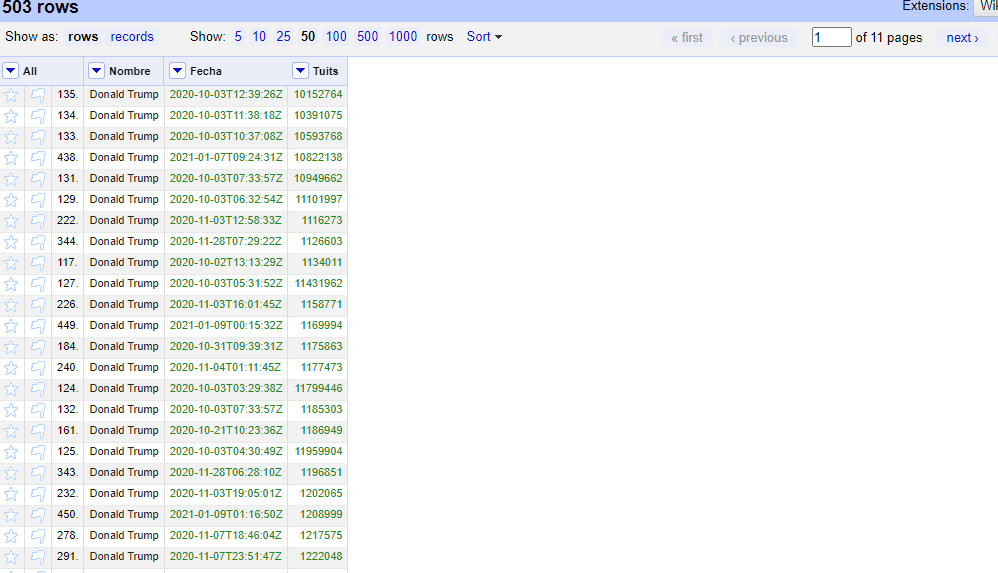 503 rows Extensions: Wik
Show as: rows records Show: 5 10 25 50 100 500 1000 rows Sort « first ‹ previous 1 of 11 pages next ›
All Nombre Fecha Tuits
135. Donald Trump 2020-10-03T12:39:26Z 10152764
134. Donald Trump 2020-10-03T11:38:18Z 10391075
133. Donald Trump 2020-10-03T10:37:08Z 10593768
438. Donald Trump 2021-01-07T09:24:31Z 10822138
131. Donald Trump 2020-10-03T07:33:57Z 10949662
129. Donald Trump 2020-10-03T06:32:54Z 11101997
222. Donald Trump 2020-11-03T12:58:33Z 1116273
344. Donald Trump 2020-11-28T07:29:22Z 1126603
117. Donald Trump 2020-10-02T13:13:29Z 1134011
127. Donald Trump 2020-10-03T05:31:52Z 11431962
226. Donald Trump 2020-11-03T16:01:45Z 1158771
449. Donald Trump 2021-01-09T00:15:32Z 1169994
184. Donald Trump 2020-10-31T09:39:31Z 1175863
240. Donald Trump 2020-11-04T01:11:45Z 1177473
124. Donald Trump 2020-10-03T03:29:38Z 11799446
132. Donald Trump 2020-10-03T07:33:57Z 1185303
161. Donald Trump 2020-10-21T10:23:36Z 1186949
125. Donald Trump 2020-10-03T04:30:49Z 11959904
343. Donald Trump 2020-11-28T06:28:10Z 1196851
232. Donald Trump 2020-11-03T19:05:01Z 1202065
450. Donald Trump 2021-01-09T01:16:50Z 1208999
278. Donald Trump 2020-11-07T18:46:04Z 1217575
291. Donald Trump 2020-11-07T23:51:47Z 1222048